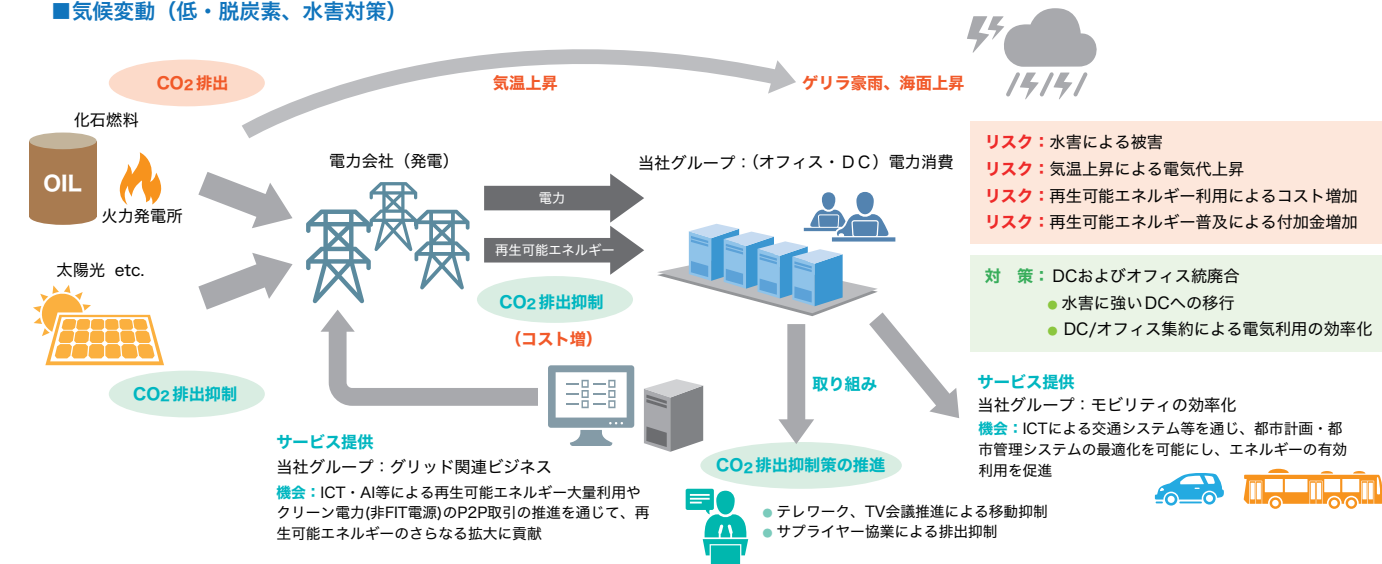 ■気候変動（低・脱炭素、水害対策）
CO2排出
気温上昇
ゲリラ豪雨、海面上昇
化石燃料
OIL
火力発電所
電力会社（発電）
当社グループ：（オフィス・DC）電力消費
電力
再生可能エネルギー
リスク：水害による被害
リスク：気温上昇による電気代上昇
リスク：再生可能エネルギー利用によるコスト増加
リスク：再生可能エネルギー普及による付加金増加
太陽光 etc.
CO2排出抑制
（コスト増）
対　策：DCおよびオフィス統廃合
● 水害に強いDCへの移行
● DC/オフィス集約による電気利用の効率化
CO2排出抑制
取り組み
サービス提供
当社グループ：モビリティの効率化
機会：ICTによる交通システム等を通じ、都市計画・都
市管理システムの最適化を可能にし、エネルギーの有効
利用を促進
サービス提供
当社グループ：グリッド関連ビジネス
機会：ICT・AI等による再生可能エネルギー大量利用や
クリーン電力(非FIT電源)のP2P取引の推進を通じて、再
生可能エネルギーのさらなる拡大に貢献
CO2排出抑制策の推進
● テレワーク、TV会議推進による移動抑制
● サプライヤー協業による排出抑制